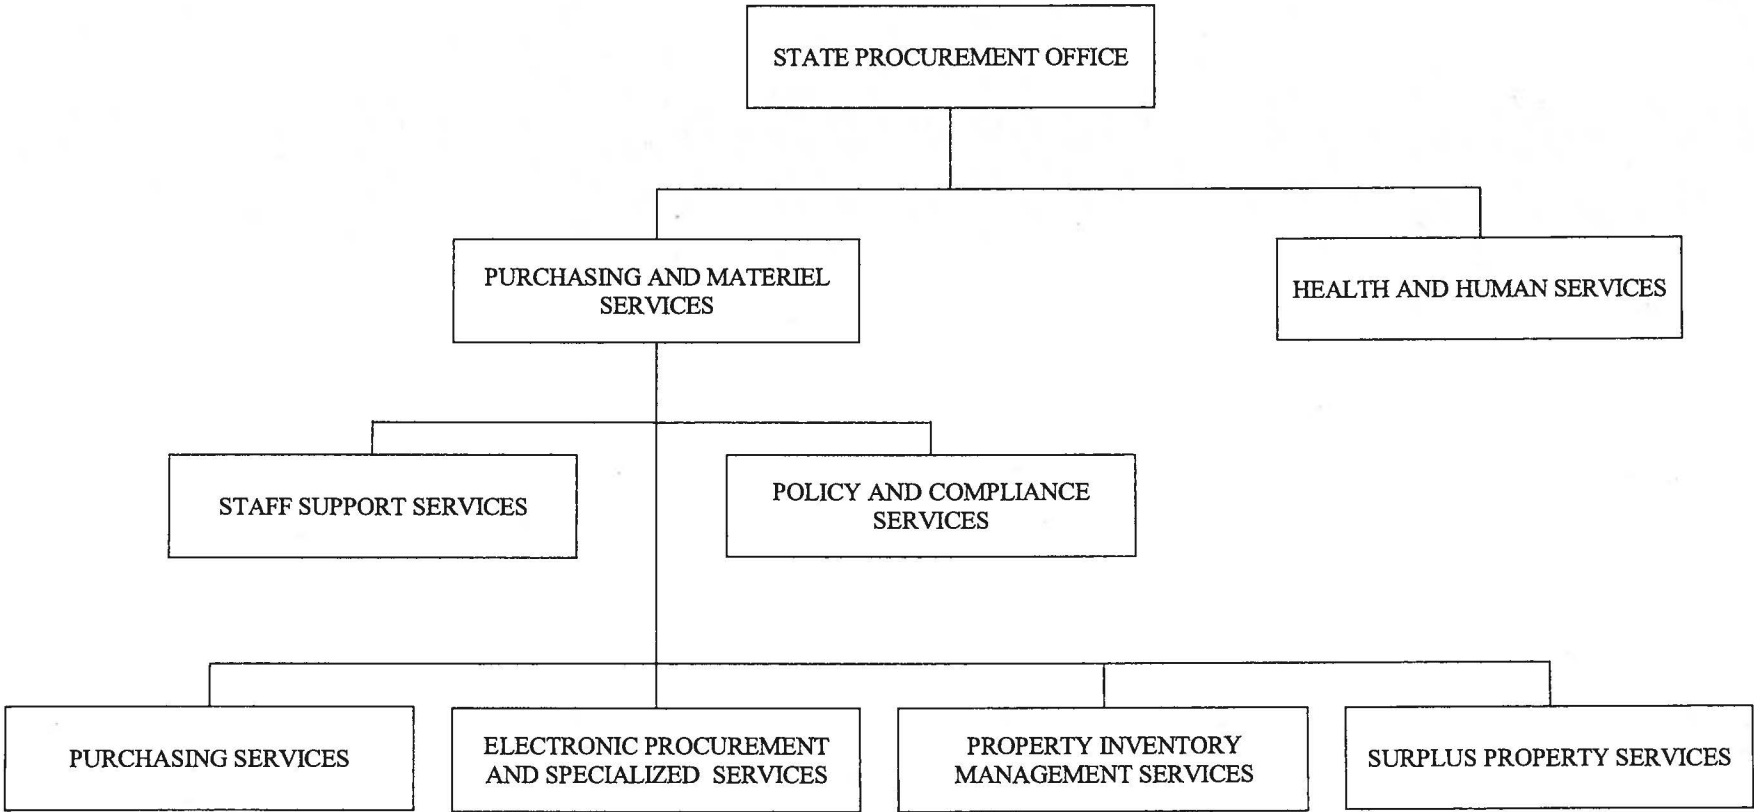 STATE PROCUREMENT OFFICE
PURCHASING AND MATERIEL
SERVICES
HEALTH AND HUMAN SERVICES
STAFF SUPPORT SERVICES
POLICY AND COMPLIANCE
SERVICES
PURCHASING SERVICES
ELECTRONIC PROCUREMENT
AND SPECIALIZED SERVICES
PROPERTY INVENTORY
MANAGEMENT SERVICES
SURPLUS PROPERTY SERVICES